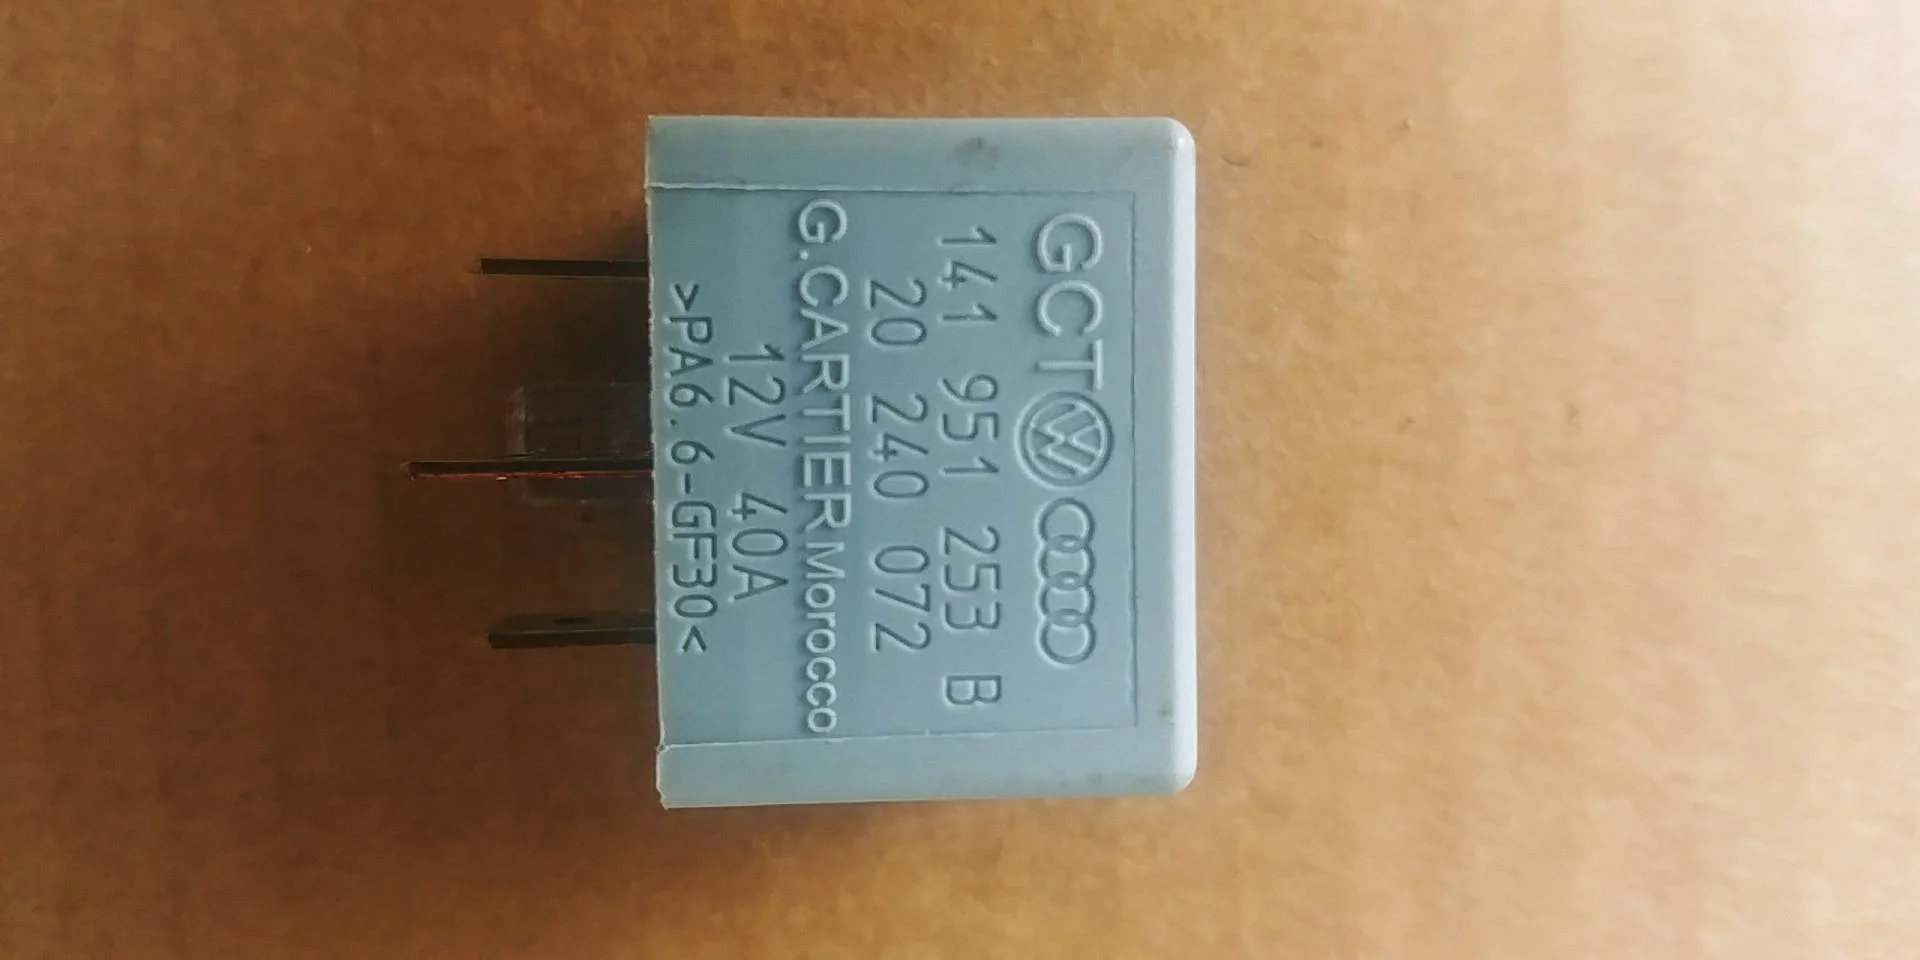 GCT
141 951 253 B
20 240 072
G.CARTIER Morocco
12V 40A
>PA6.6-GF30<